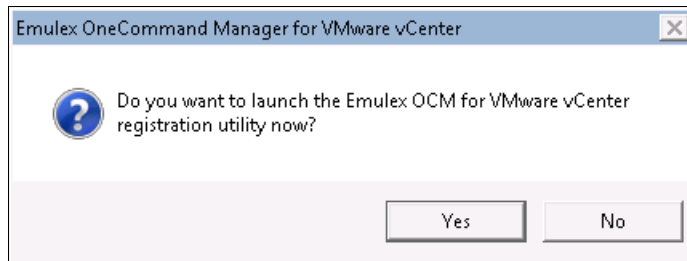 Emulex OneCommand Manager for VMware vCenter
Do you want to launch the Emulex OCM for VMware vCenter
registration utility now?
Yes No